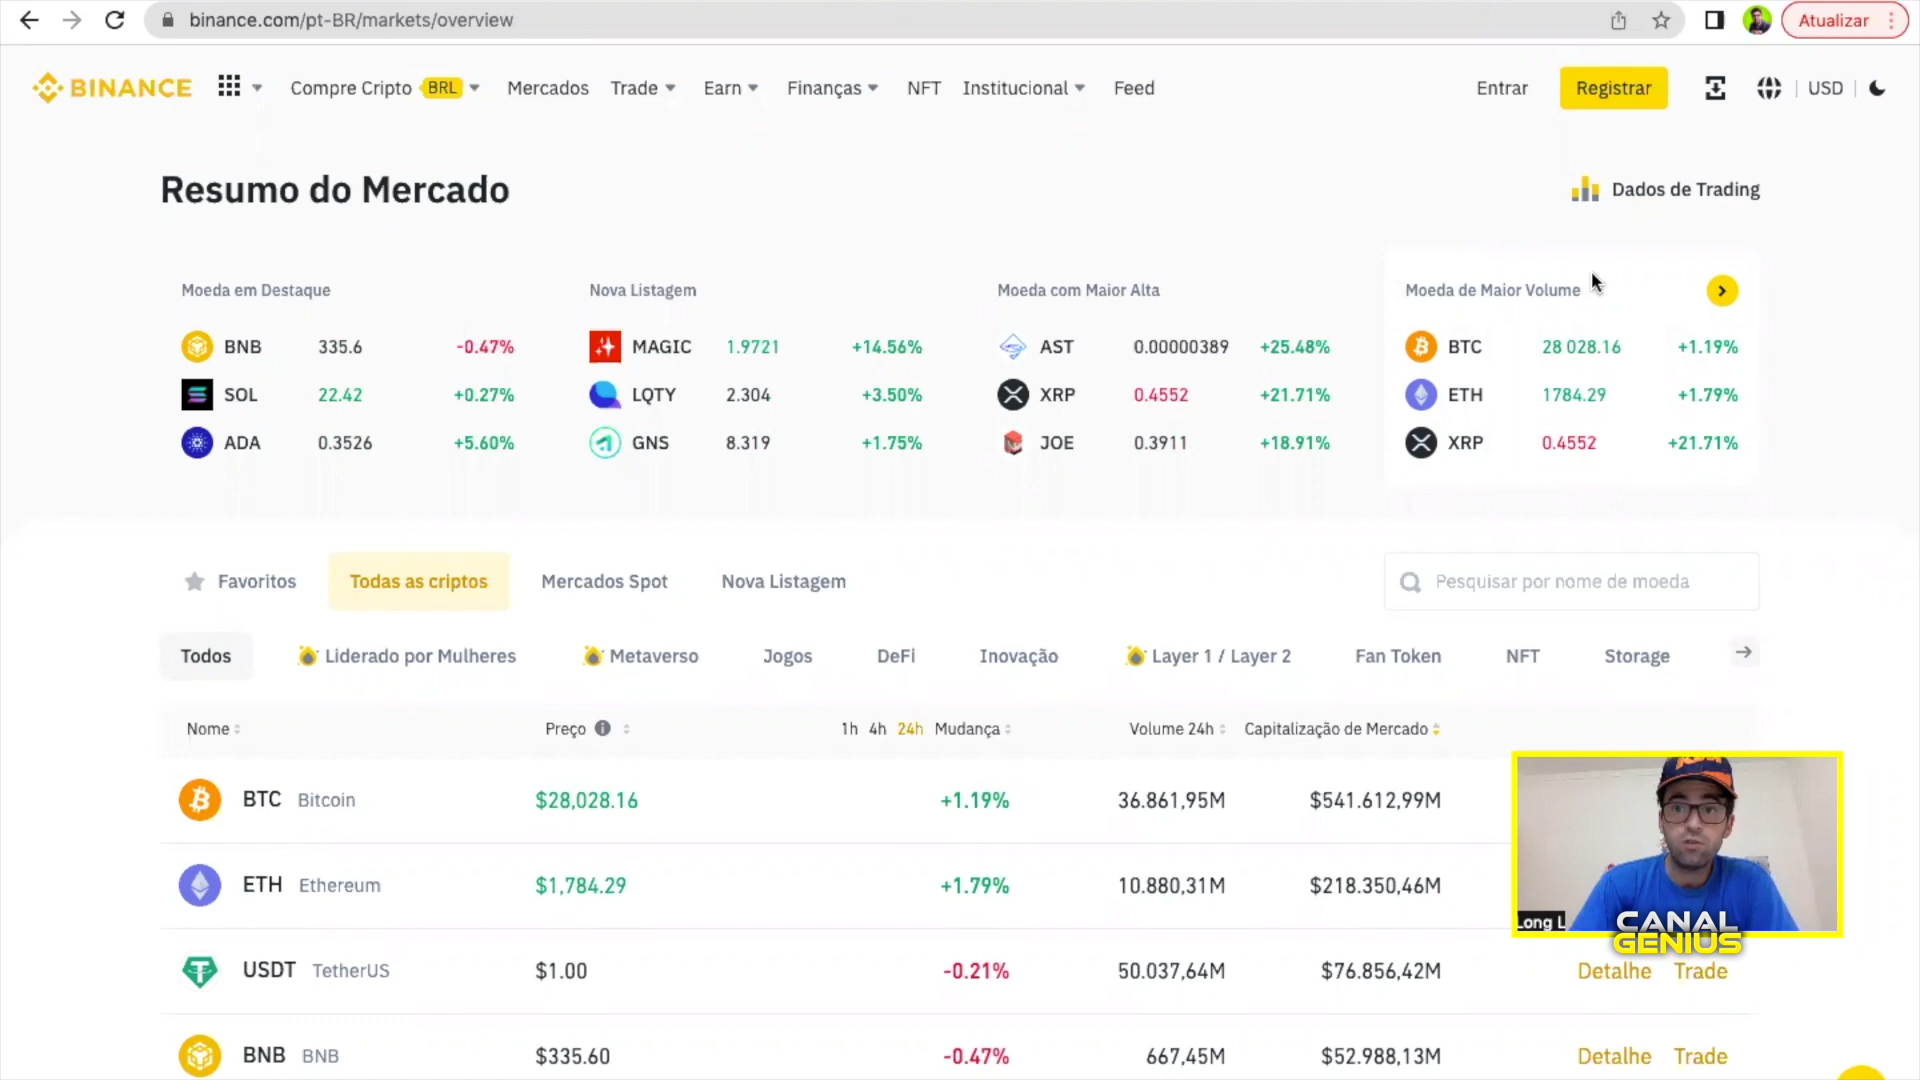 binance.com/pt-BR/markets/overview
Atualizar
BINANCE
Compre Cripto BRL
Mercados
Trade
Earn
Finanças
NFT
Institucional
Feed
Entrar
Registrar
USD
Resumo do Mercado
Dados de Trading
Moeda em Destaque
BNB 335.6 -0.47%
SOL 22.42 +0.27%
ADA 0.3526 +5.60%
Nova Listagem
MAGIC 1.9721 +14.56%
LQTY 2.304 +3.50%
GNS 8.319 +1.75%
Moeda com Maior Alta
AST 0.00000389 +25.48%
XRP 0.4552 +21.71%
JOE 0.3911 +18.91%
Moeda de Maior Volume
BTC 28 028.16 +1.19%
ETH 1784.29 +1.79%
XRP 0.4552 +21.71%
Favoritos
Todas as criptos
Mercados Spot
Nova Listagem
Pesquisar por nome de moeda
Todos
Liderado por Mulheres
Metaverso
Jogos
DeFi
Inovação
Layer 1 / Layer 2
Fan Token
NFT
Storage
Nome Preço 1h 4h 24h Mudança Volume 24h Capitalização de Mercado
BTC Bitcoin $28,028.16 +1.19% 36.861,95M $541.612,99M
ETH Ethereum $1,784.29 +1.79% 10.880,31M $218.350,46M
USDT TetherUS $1.00 -0.21% 50.037,64M $76.856,42M Detalhe Trade
BNB BNB $335.60 -0.47% 667,45M $52.988,13M Detalhe Trade
Long L
CANAL
GENIUS